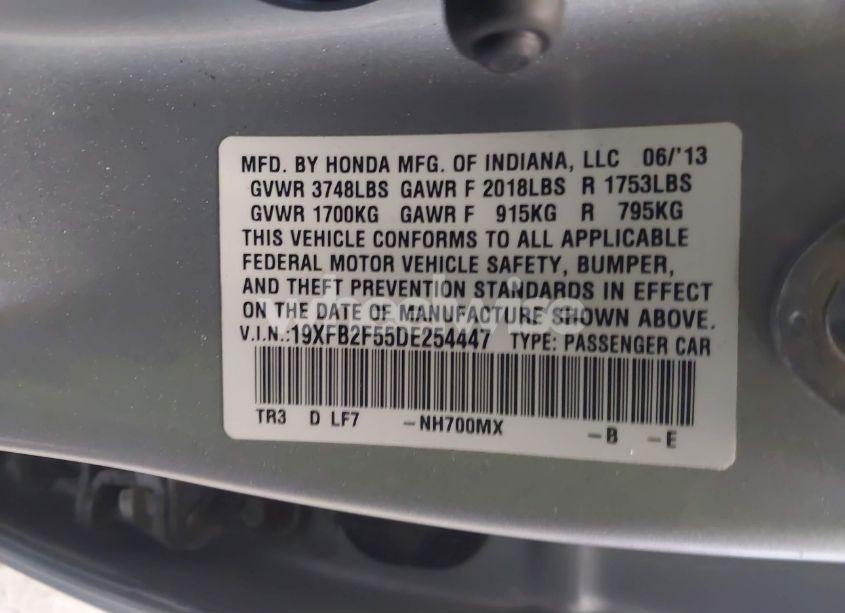 MFD. BY HONDA MFG. OF INDIANA, LLC 06/'13
GVWR 3748LBS GAWR F 2018LBS R 1753LBS
GVWR 1700KG GAWR F 915KG R 795KG
THIS VEHICLE CONFORMS TO ALL APPLICABLE
FEDERAL MOTOR VEHICLE SAFETY, BUMPER,
AND THEFT PREVENTION STANDARDS IN EFFECT
ON THE DATE OF MANUFACTURE SHOWN ABOVE.
V.I.N.:19XFB2F55DE254447 TYPE: PASSENGER CAR
TR3 D LF7 -NH700MX -B -E